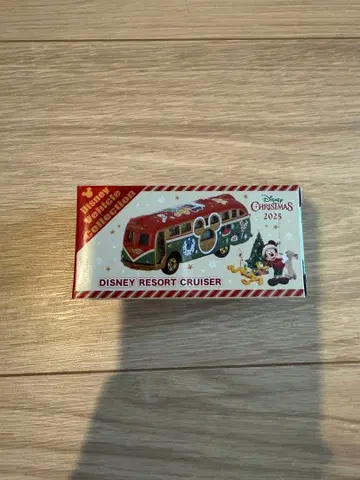 Disney
Vehicle
Collection
Disney
CHRISTMAS
2025
DISNEY RESORT CRUISER